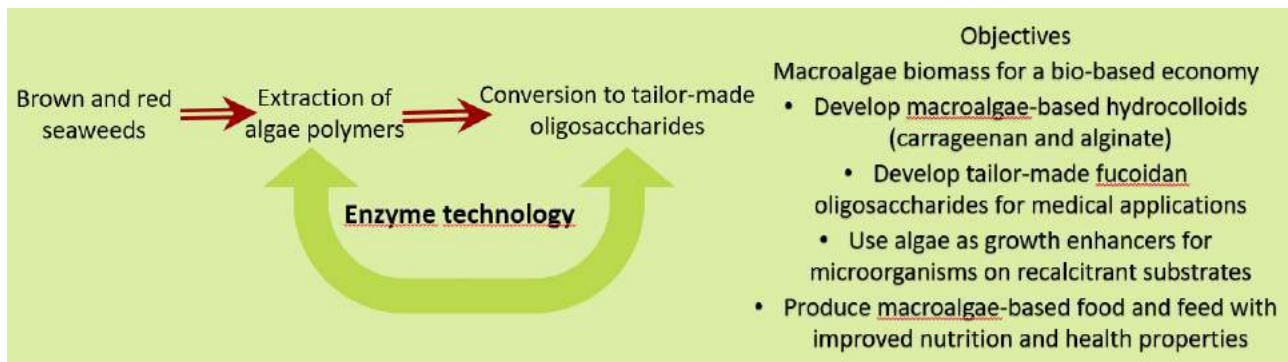 Brown and red
seaweeds
Extraction of
algae polymers
Conversion to tailor-made
oligosaccharides
Enzyme technology
Objectives
Macroalgae biomass for a bio-based economy
• Develop macroalgae-based hydrocolloids
(carrageenan and alginate)
• Develop tailor-made fucoidan
oligosaccharides for medical applications
• Use algae as growth enhancers for
microorganisms on recalcitrant substrates
• Produce macroalgae-based food and feed with
improved nutrition and health properties